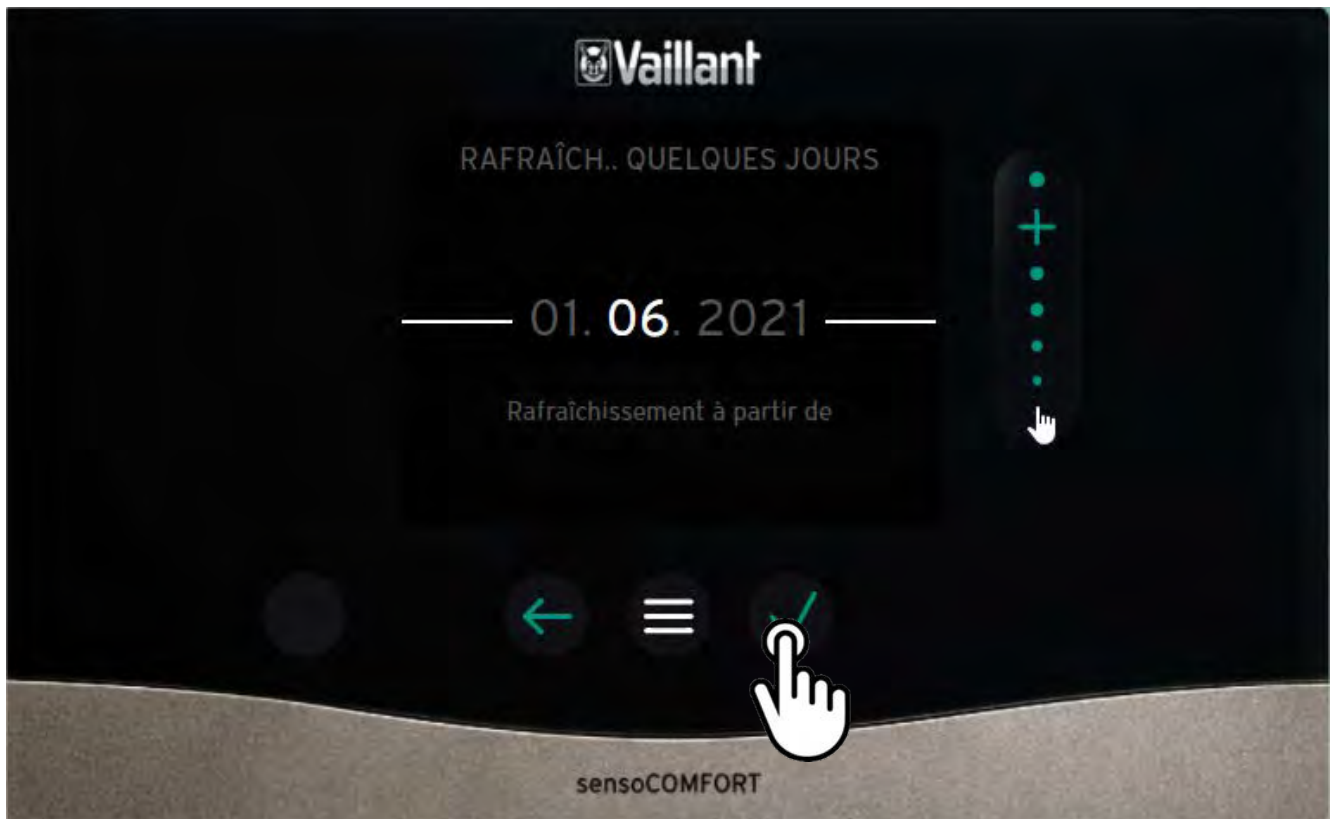 Vaillant
RAFRAÎCH.. QUELQUES JOURS
01. 06. 2021
Rafraîchissement à partir de
sensoCOMFORT